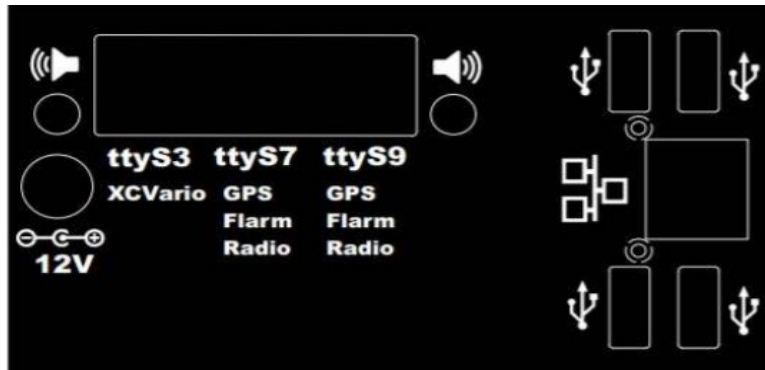 ttyS3 ttyS7 ttyS9
XCVario GPS GPS
Flarm Flarm
Radio Radio
12V